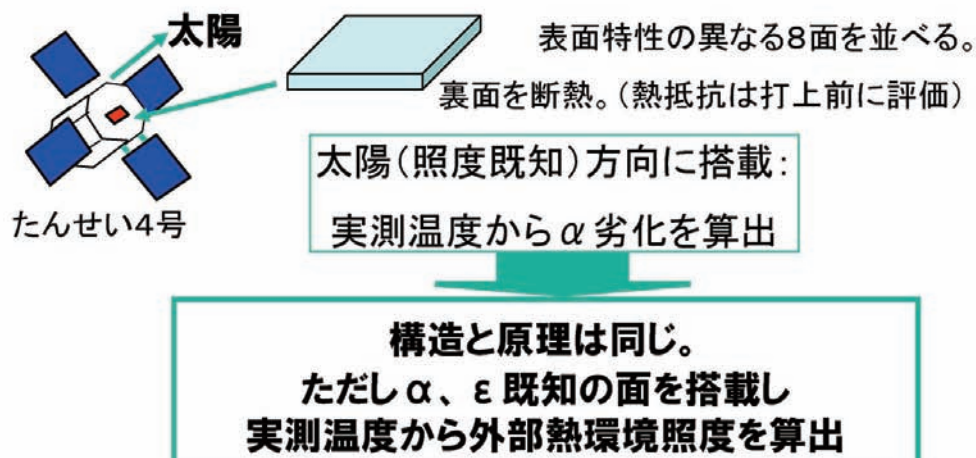 太陽
表面特性の異なる8面を並べる。
裏面を断熱。(熱抵抗は打上前に評価)
たんせい4号
太陽(照度既知)方向に搭載:
実測温度からα劣化を算出
構造と原理は同じ。
ただしα、ε既知の面を搭載し
実測温度から外部熱環境照度を算出